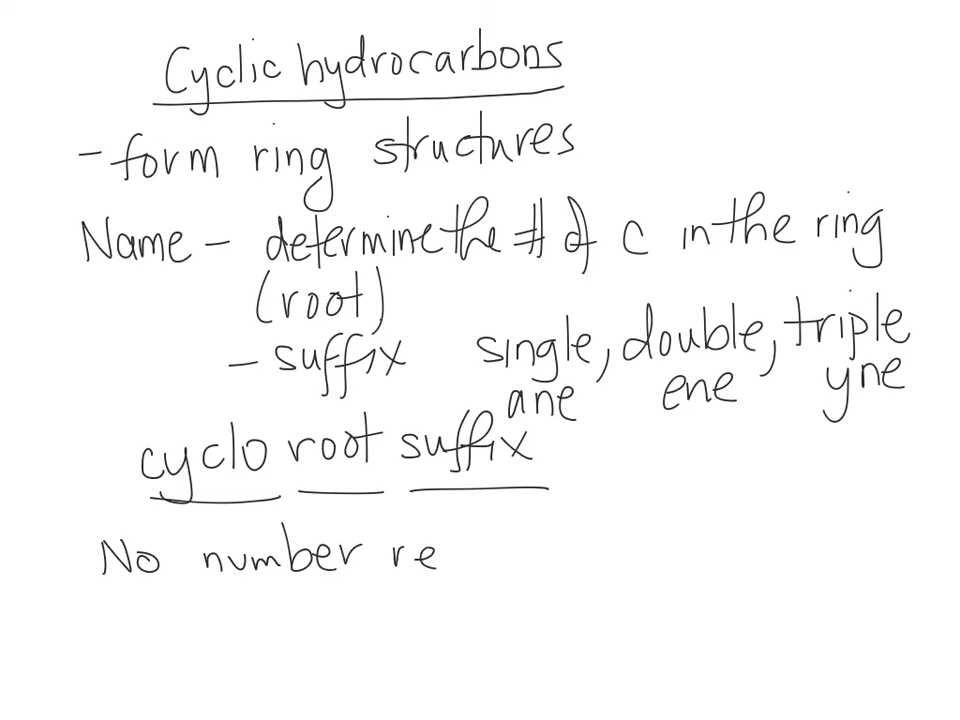 Cyclic hydrocarbons
- form ring structures
Name - determine the # of C in the ring
(root)
- suffix single, double, triple
ane ene yne
cyclo root suffix
No number re